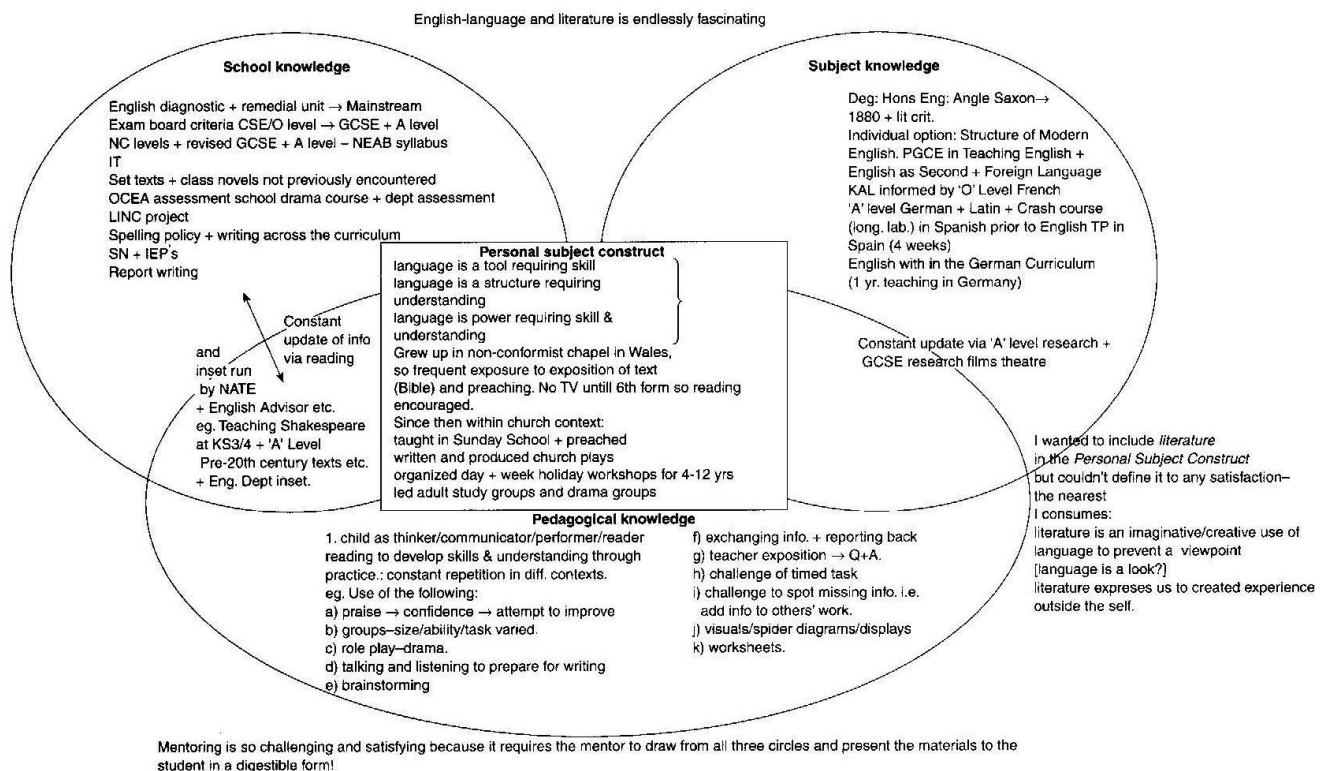 English-language and literature is endlessly fascinating
School knowledge
English diagnostic + remedial unit → Mainstream
Exam board criteria CSE/O level → GCSE + A level
NC levels + revised GCSE + A level – NEAB syllabus
IT
Set texts + class novels not previously encountered
OCEA assessment school drama course + dept assessment
LINC project
Spelling policy + writing across the curriculum
SN + IEP's
Report writing
Subject knowledge
Deg: Hons Eng: Angle Saxon→
1880 + lit crit.
Individual option: Structure of Modern
English. PGCE in Teaching English +
English as Second + Foreign Language
KAL informed by 'O' Level French
'A' level German + Latin + Crash course
(long. lab.) in Spanish prior to English TP in
Spain (4 weeks)
English with in the German Curriculum
(1 yr. teaching in Germany)
Personal subject construct
language is a tool requiring skill
language is a structure requiring
understanding
language is power requiring skill &
understanding
Grew up in non-conformist chapel in Wales,
so frequent exposure to exposition of text
(Bible) and preaching. No TV untill 6th form so reading
encouraged.
Since then within church context:
taught in Sunday School + preached
written and produced church plays
organized day + week holiday workshops for 4-12 yrs
led adult study groups and drama groups
Constant
update of info
via reading
and
inset run
by NATE
+ English Advisor etc.
eg. Teaching Shakespeare
at KS3/4 + 'A' Level
Pre-20th century texts etc.
+ Eng. Dept inset.
Constant update via 'A' level research +
GCSE research films theatre
I wanted to include literature
in the Personal Subject Construct
but couldn't define it to any satisfaction–
the nearest
I consumes:
literature is an imaginative/creative use of
language to prevent a viewpoint
[language is a look?]
literature expreses us to created experience
outside the self.
Pedagogical knowledge
1. child as thinker/communicator/performer/reader
reading to develop skills & understanding through
practice.: constant repetition in diff. contexts.
eg. Use of the following:
a) praise → confidence → attempt to improve
b) groups–size/ability/task varied.
c) role play–drama.
d) talking and listening to prepare for writing
e) brainstorming
f) exchanging info. + reporting back
g) teacher exposition → Q+A.
h) challenge of timed task
i) challenge to spot missing info. i.e.
add info to others' work.
j) visuals/spider diagrams/displays
k) worksheets.
Mentoring is so challenging and satisfying because it requires the mentor to draw from all three circles and present the materials to the
student in a digestible form!